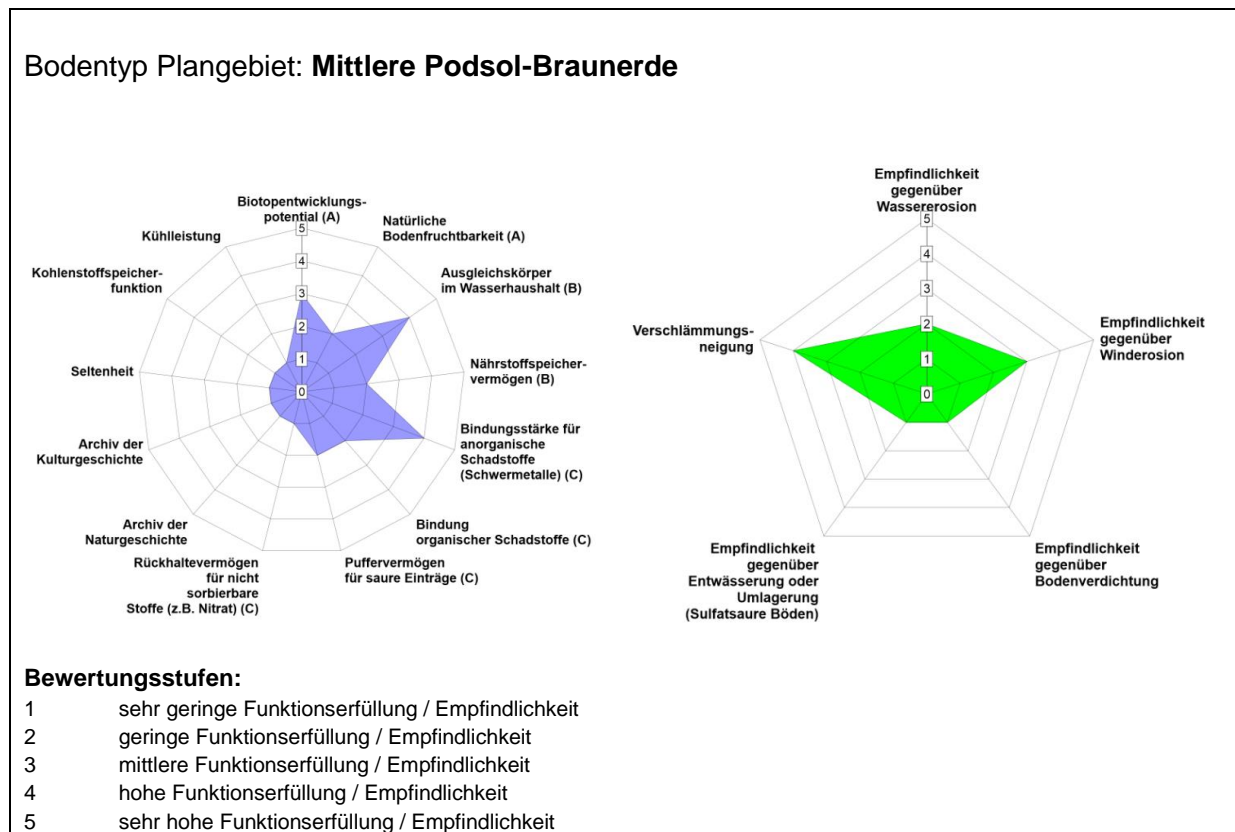 Bodentyp Plangebiet: Mittlere Podsol-Braunerde
Biotopentwicklungs-
potential (A)
Natürliche
Bodenfruchtbarkeit (A)
Ausgleichskörper
im Wasserhaushalt (B)
Nährstoffspeicher-
vermögen (B)
Bindungsstärke für
anorganische
Schadstoffe
(Schwermetalle) (C)
Bindung
organischer Schadstoffe (C)
Puffervermögen
für saure Einträge (C)
Rückhaltevermögen
für nicht
sorbierbare
Stoffe (z.B. Nitrat) (C)
Archiv der
Naturgeschichte
Archiv der
Kulturgeschichte
Seltenheit
Kohlenstoffspeicher-
funktion
Kühlleistung
5
4
3
2
1
0
Empfindlichkeit
gegenüber
Wassererosion
Empfindlichkeit
gegenüber
Winderosion
Empfindlichkeit
gegenüber
Bodenverdichtung
Empfindlichkeit
gegenüber
Entwässerung oder
Umlagerung
(Sulfatsaure Böden)
Verschlämmungs-
neigung
5
4
3
2
1
0
Bewertungsstufen:
1 sehr geringe Funktionserfüllung / Empfindlichkeit
2 geringe Funktionserfüllung / Empfindlichkeit
3 mittlere Funktionserfüllung / Empfindlichkeit
4 hohe Funktionserfüllung / Empfindlichkeit
5 sehr hohe Funktionserfüllung / Empfindlichkeit